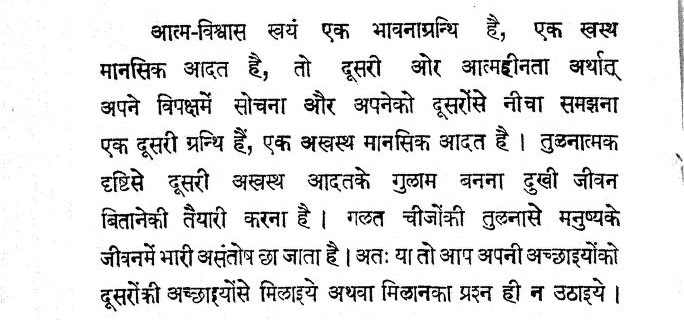 आत्म-विश्वास स्वयं एक भावनाग्रन्थि है, एक स्वस्थ
मानसिक आदत है, तो दूसरी ओर आत्महीनता अर्थात्
अपने विपक्षमें सोचना और अपनेको दूसरोंसे नीचा समझना
एक दूसरी ग्रन्थि हैं, एक अस्वस्थ मानसिक आदत है । तुलनात्मक
दृष्टिसे दूसरी अस्वस्थ आदतके गुलाम बनना दुखी जीवन
बितानेकी तैयारी करना है । गलत चीजोंकी तुलनासे मनुष्यके
जीवनमें भारी असंतोष छा जाता है । अतः या तो आप अपनी अच्छाइयोंको
दूसरोंकी अच्छाइयोंसे मिलाइये अथवा मिलानका प्रश्न ही न उठाइये ।